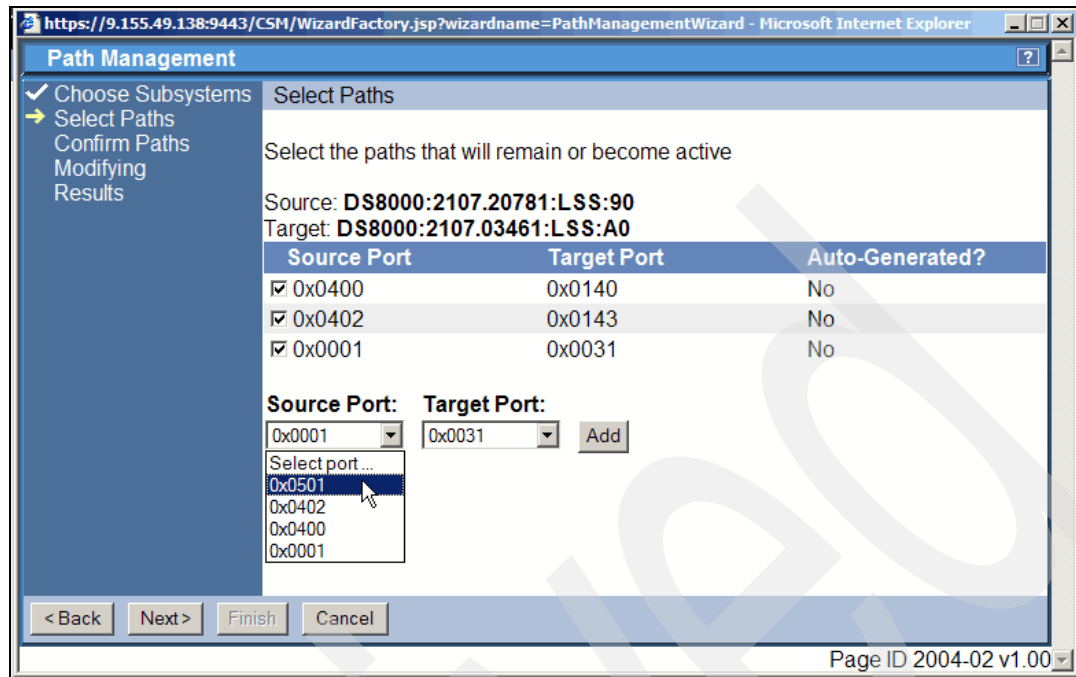 https://9.155.49.138:9443/CSM/WizardFactory.jsp?wizardname=PathManagementWizard - Microsoft Internet Explorer
Path Management
?
Choose Subsystems
Select Paths
Confirm Paths
Modifying
Results
Select Paths
Select the paths that will remain or become active
Source: DS8000:2107.20781:LSS:90
Target: DS8000:2107.03461:LSS:A0
Source Port Target Port Auto-Generated?
0x0400 0x0140 No
0x0402 0x0143 No
0x0001 0x0031 No
Source Port: Target Port:
0x0001 0x0031 Add
Select port ...
0x0501
0x0402
0x0400
0x0001
< Back Next > Finish Cancel
Page ID 2004-02 v1.00